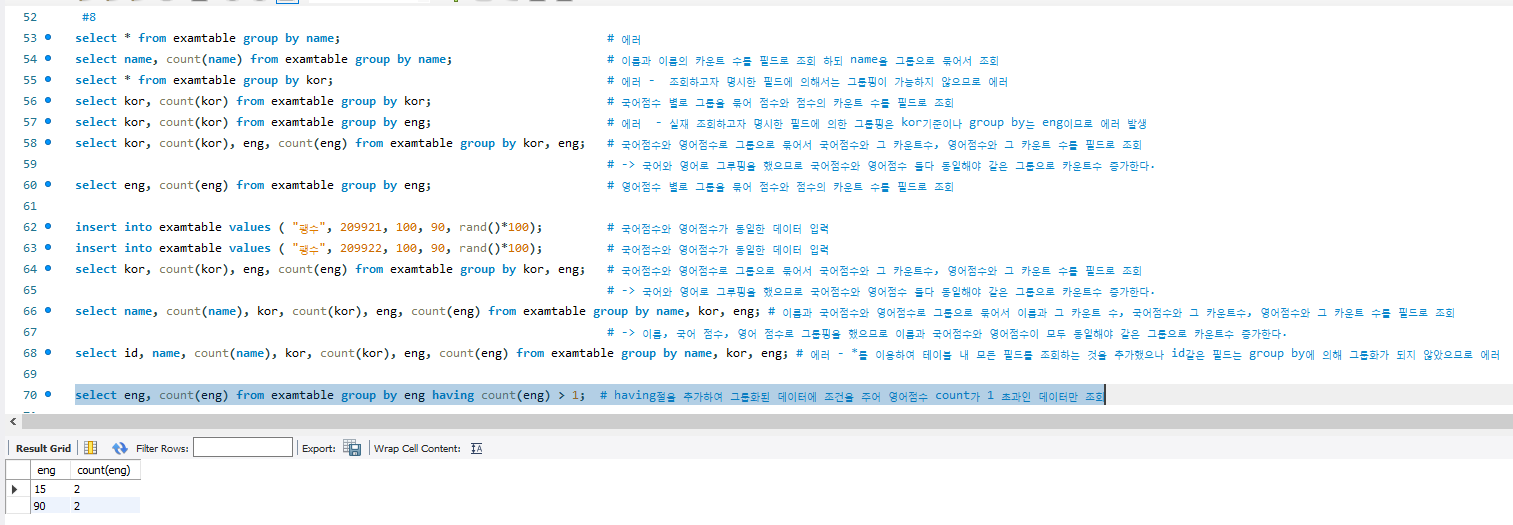 52 #8
53 select * from examtable group by name; # 에러
54 select name, count(name) from examtable group by name; # 이름과 이름의 카운트 수를 필드로 조회 하되 name을 그룹으로 묶어서 조회
55 select * from examtable group by kor; # 에러 - 조회하고자 명시한 필드에 의해서는 그룹핑이 가능하지 않으므로 에러
56 select kor, count(kor) from examtable group by kor; # 국어점수 별로 그룹을 묶어 점수와 점수의 카운트 수를 필드로 조회
57 select kor, count(kor) from examtable group by eng; # 에러 - 실재 조회하고자 명시한 필드에 의한 그룹핑은 kor기준이나 group by는 eng이므로 에러 발생
58 select kor, count(kor), eng, count(eng) from examtable group by kor, eng; # 국어점수와 영어점수로 그룹으로 묶어서 국어점수와 그 카운트수, 영어점수와 그 카운트 수를 필드로 조회
59 # -> 국어와 영어로 그루핑을 했으므로 국어점수와 영어점수 둘다 동일해야 같은 그룹으로 카운트수 증가한다.
60 select eng, count(eng) from examtable group by eng; # 영어점수 별로 그룹을 묶어 점수와 점수의 카운트 수를 필드로 조회
61
62 insert into examtable values ( "팽수", 209921, 100, 90, rand()*100); # 국어점수와 영어점수가 동일한 데이터 입력
63 insert into examtable values ( "팽수", 209922, 100, 90, rand()*100); # 국어점수와 영어점수가 동일한 데이터 입력
64 select kor, count(kor), eng, count(eng) from examtable group by kor, eng; # 국어점수와 영어점수로 그룹으로 묶어서 국어점수와 그 카운트수, 영어점수와 그 카운트 수를 필드로 조회
65 # -> 국어와 영어로 그루핑을 했으므로 국어점수와 영어점수 둘다 동일해야 같은 그룹으로 카운트수 증가한다.
66 select name, count(name), kor, count(kor), eng, count(eng) from examtable group by name, kor, eng; # 이름과 국어점수와 영어점수로 그룹으로 묶어서 이름과 그 카운트 수, 국어점수와 그 카운트수, 영어점수와 그 카운트 수를 필드로 조회
67 # -> 이름, 국어 점수, 영어 점수로 그룹핑을 했으므로 이름과 국어점수와 영어점수이 모두 동일해야 같은 그룹으로 카운트수 증가한다.
68 select id, name, count(name), kor, count(kor), eng, count(eng) from examtable group by name, kor, eng; # 에러 - *를 이용하여 테이블 내 모든 필드를 조회하는 것을 추가했으나 id같은 필드는 group by에 의해 그룹화가 되지 않았으므로 에러
69
70 select eng, count(eng) from examtable group by eng having count(eng) > 1; # having절을 추가하여 그룹화된 데이터에 조건을 주어 영어점수 count가 1 초과인 데이터만 조회
Result Grid Filter Rows: Export: Wrap Cell Content:
eng count(eng)
15 2
90 2